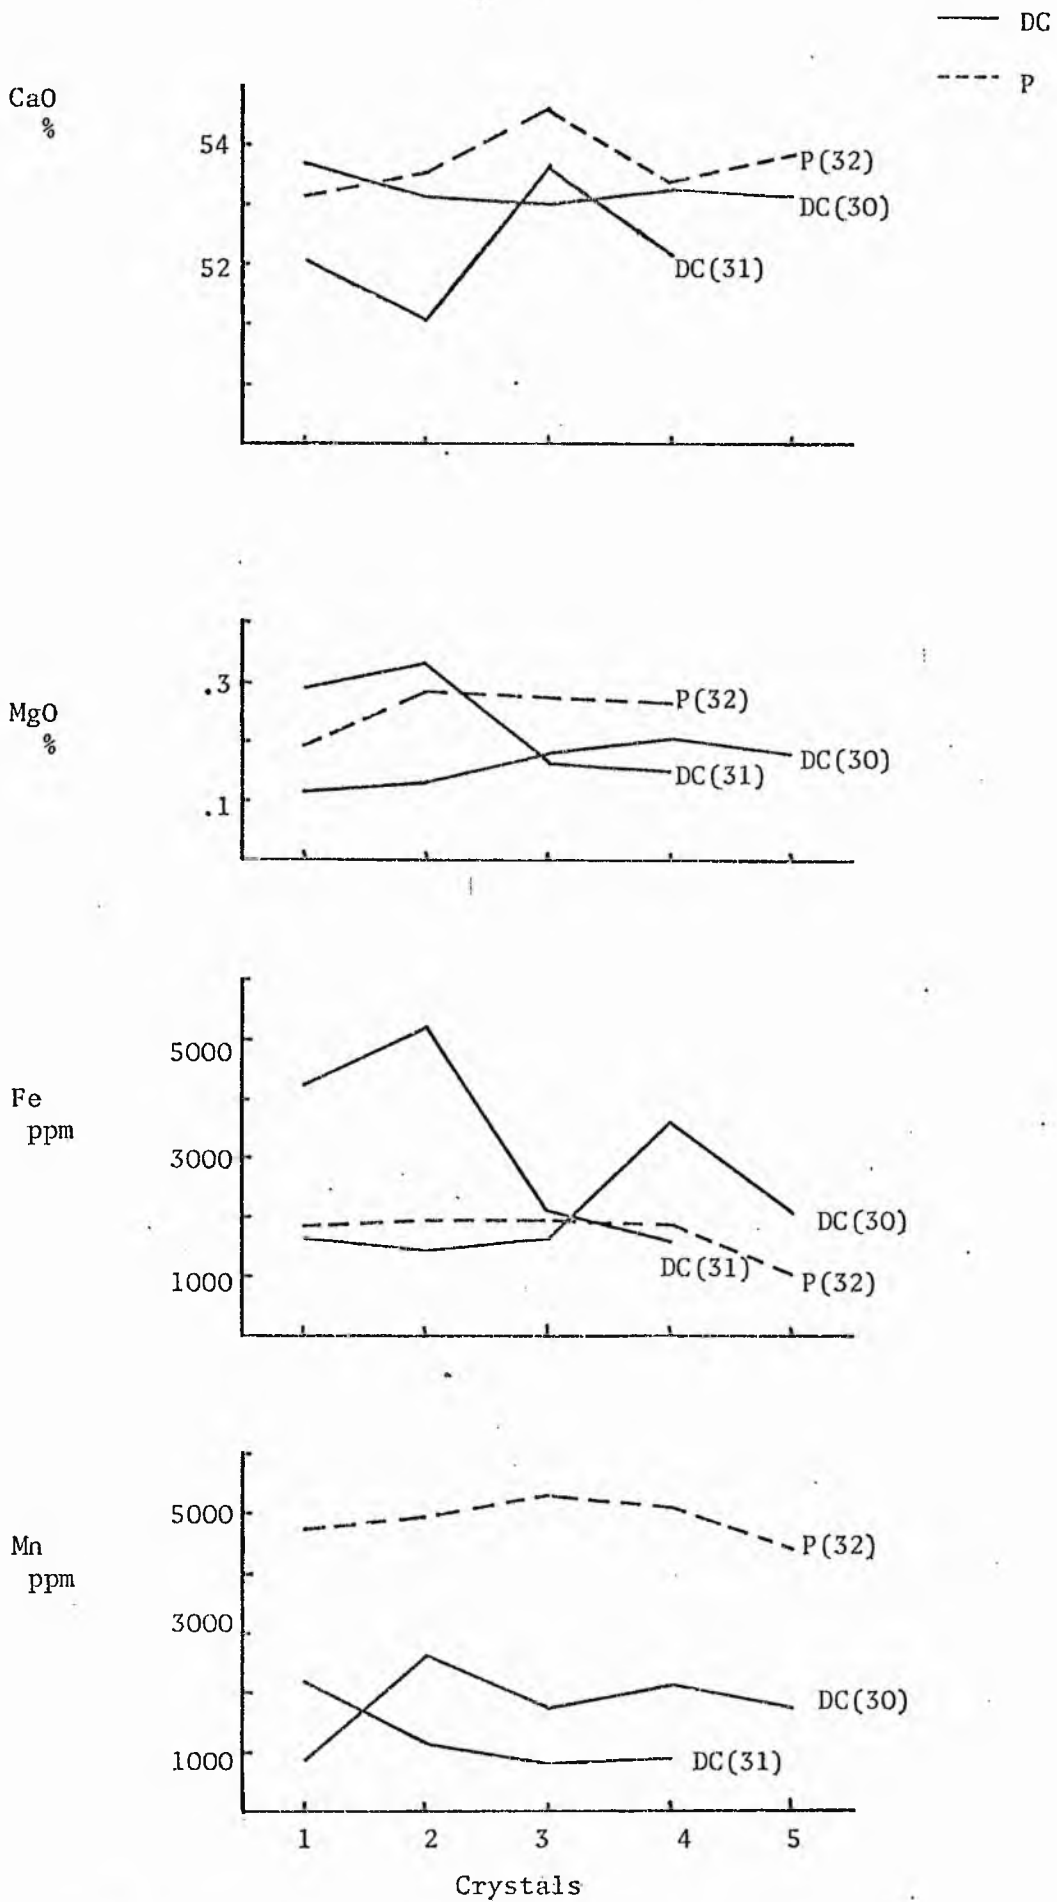 DC
P
CaO
%
54
52
P(32)
DC(30)
DC(31)
MgO
%
.3
.1
P(32)
DC(30)
DC(31)
Fe
ppm
5000
3000
1000
DC(30)
DC(31)
P(32)
Mn
ppm
5000
3000
1000
P(32)
DC(30)
DC(31)
1 2 3 4 5
Crystals